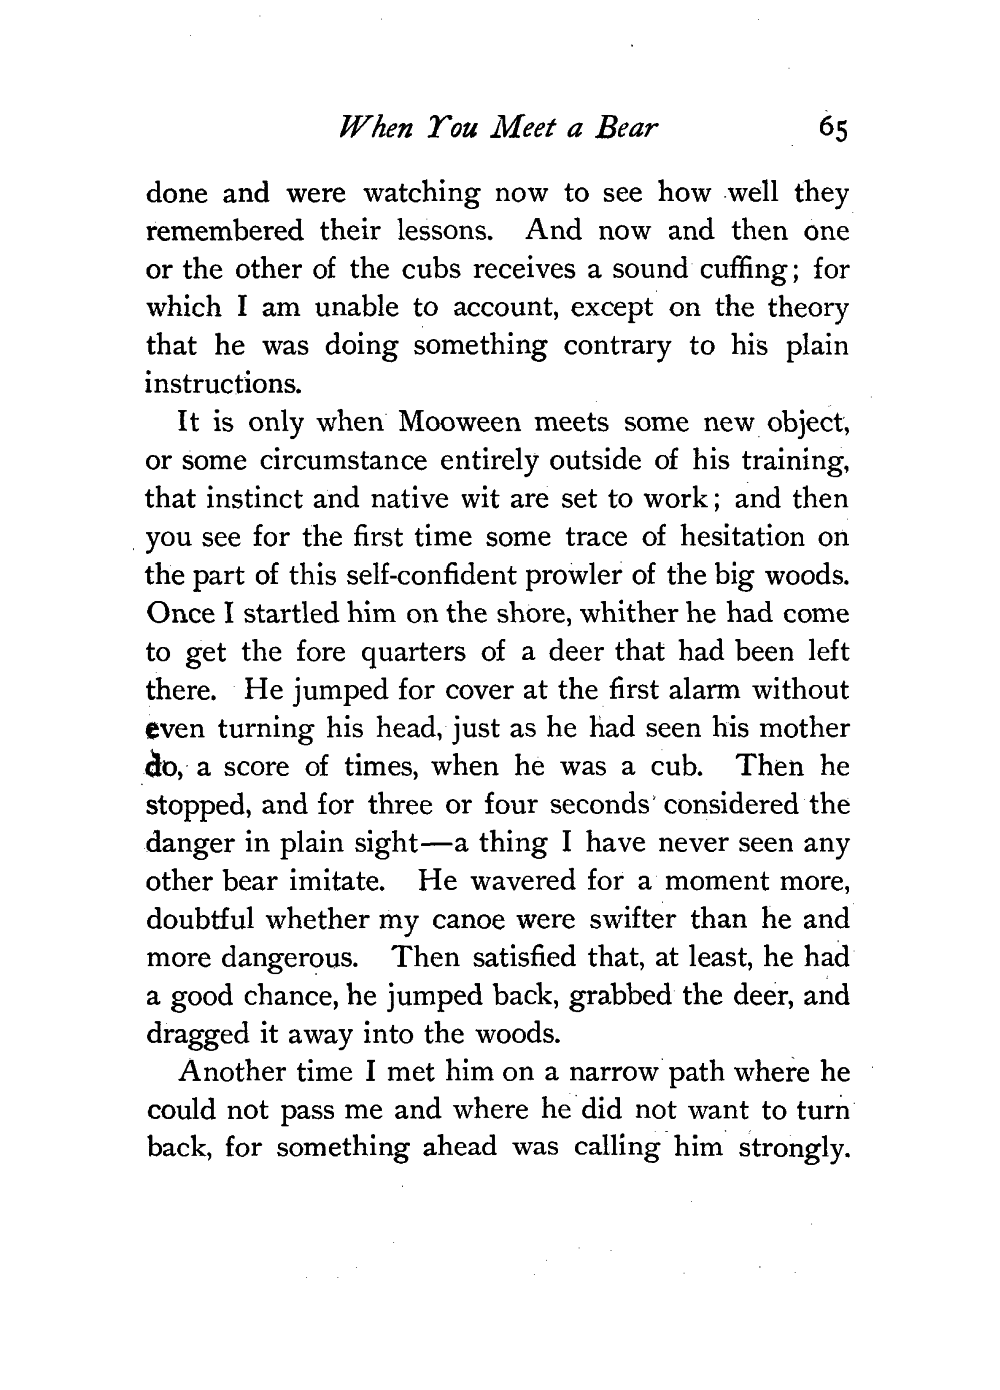 When You Meet a Bear 65
done and were watching now to see how well they
remembered their lessons. And now and then one
or the other of the cubs receives a sound cuffing; for
which I am unable to account, except on the theory
that he was doing something contrary to his plain
instructions.
It is only when Mooween meets some new object,
or some circumstance entirely outside of his training,
that instinct and native wit are set to work; and then
you see for the first time some trace of hesitation on
the part of this self-confident prowler of the big woods.
Once I startled him on the shore, whither he had come
to get the fore quarters of a deer that had been left
there. He jumped for cover at the first alarm without
even turning his head, just as he had seen his mother
do, a score of times, when he was a cub. Then he
stopped, and for three or four seconds considered the
danger in plain sight—a thing I have never seen any
other bear imitate. He wavered for a moment more,
doubtful whether my canoe were swifter than he and
more dangerous. Then satisfied that, at least, he had
a good chance, he jumped back, grabbed the deer, and
dragged it away into the woods.
Another time I met him on a narrow path where he
could not pass me and where he did not want to turn
back, for something ahead was calling him strongly.